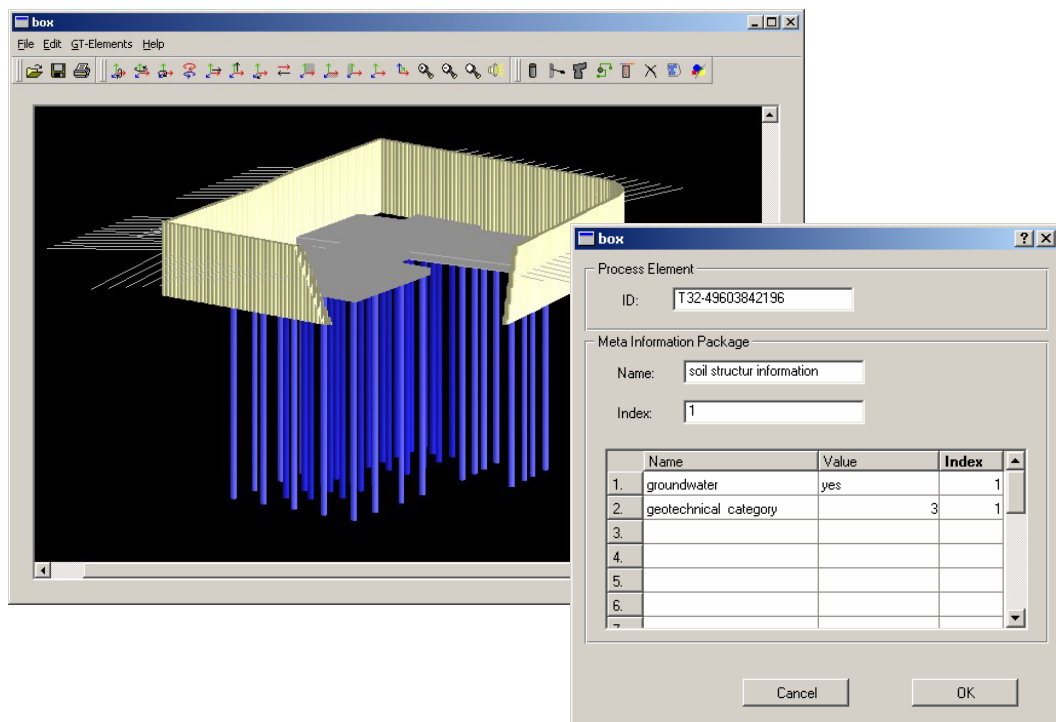 box
File Edit GT-Elements Help
box
Process Element
ID: T32-49603842196
Meta Information Package
Name: soil structur information
Index: 1
Name Value Index
1. groundwater yes 1
2. geotechnical category 3 1
3.
4.
5.
6.
7.
Cancel OK